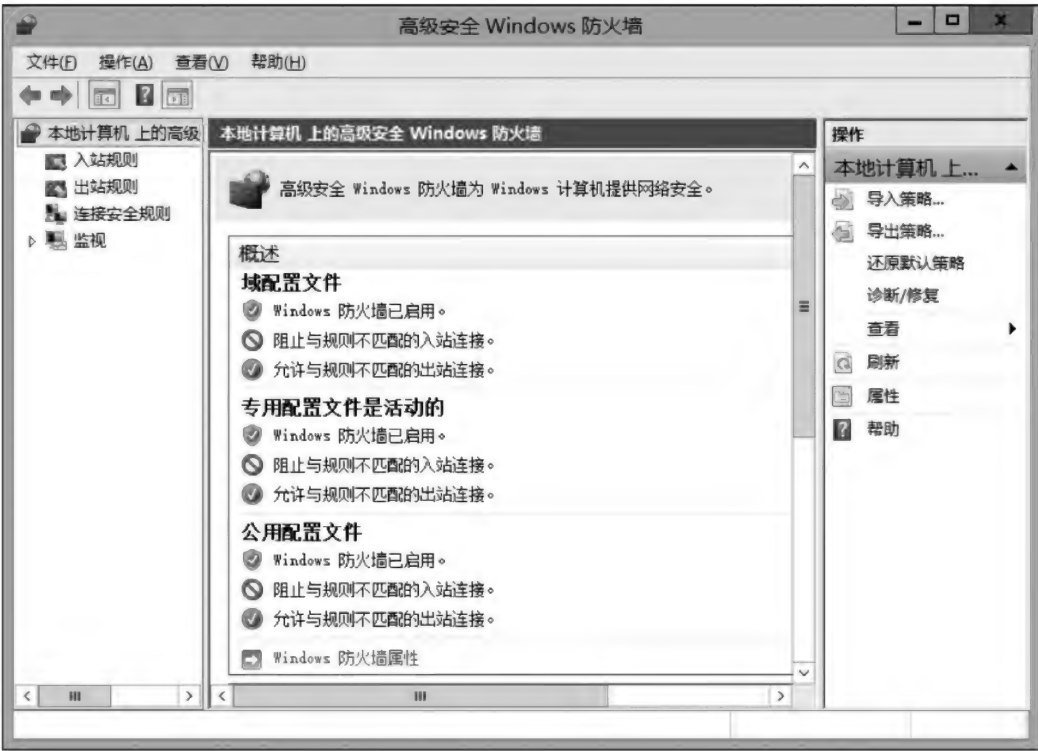 高级安全 Windows 防火墙
文件(F) 操作(A) 查看(V) 帮助(H)
本地计算机 上的高级
入站规则
出站规则
连接安全规则
监视
本地计算机 上的高级安全 Windows 防火墙
高级安全 Windows 防火墙为 Windows 计算机提供网络安全。
概述
域配置文件
Windows 防火墙已启用。
阻止与规则不匹配的入站连接。
允许与规则不匹配的出站连接。
专用配置文件是活动的
Windows 防火墙已启用。
阻止与规则不匹配的入站连接。
允许与规则不匹配的出站连接。
公用配置文件
Windows 防火墙已启用。
阻止与规则不匹配的入站连接。
允许与规则不匹配的出站连接。
Windows 防火墙属性
操作
本地计算机 上...
导入策略...
导出策略...
还原默认策略
诊断/修复
查看
刷新
属性
帮助